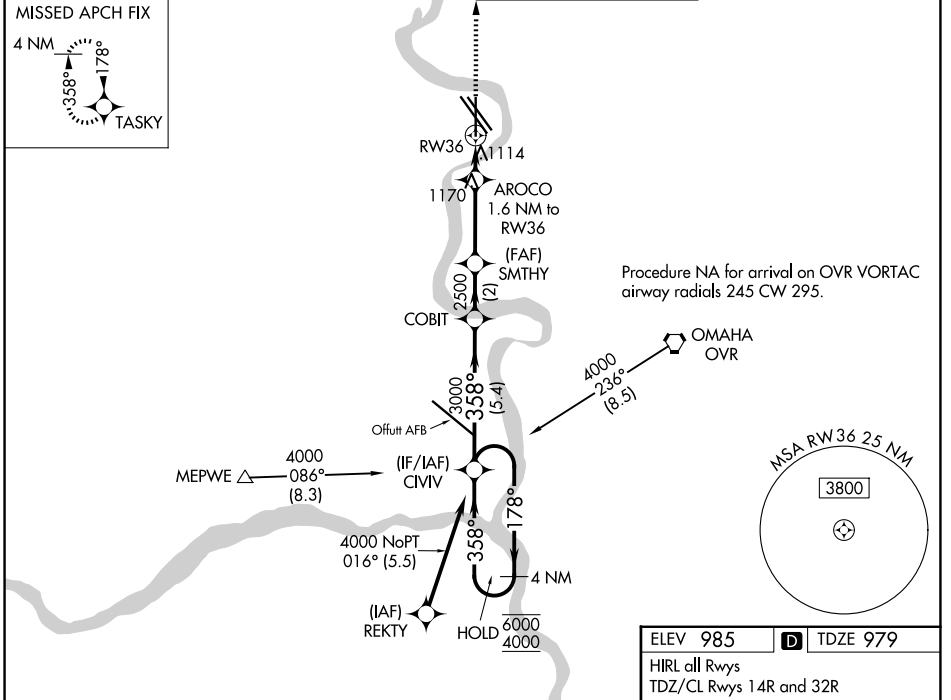 MISSED APCH FIX
4 NM
358°
178°
TASKY
RW36
1114
1170
AROCO
1.6 NM to
RW36
(FAF)
SMTHY
2500
(2)
COBIT
Procedure NA for arrival on OVR VORTAC
airway radials 245 CW 295.
OMAHA
OVR
4000
236°
(8.5)
3000
358°
(5.4)
Offutt AFB
MEPWE
4000
086°
(8.3)
(IF/IAF)
CIVIV
MSA RW36 25 NM
3800
4000 NoPT
016° (5.5)
358°
178°
4 NM
(IAF)
REKTY
HOLD
6000
4000
ELEV 985 D TDZE 979
HIRL all Rwys
TDZ/CL Rwys 14R and 32R